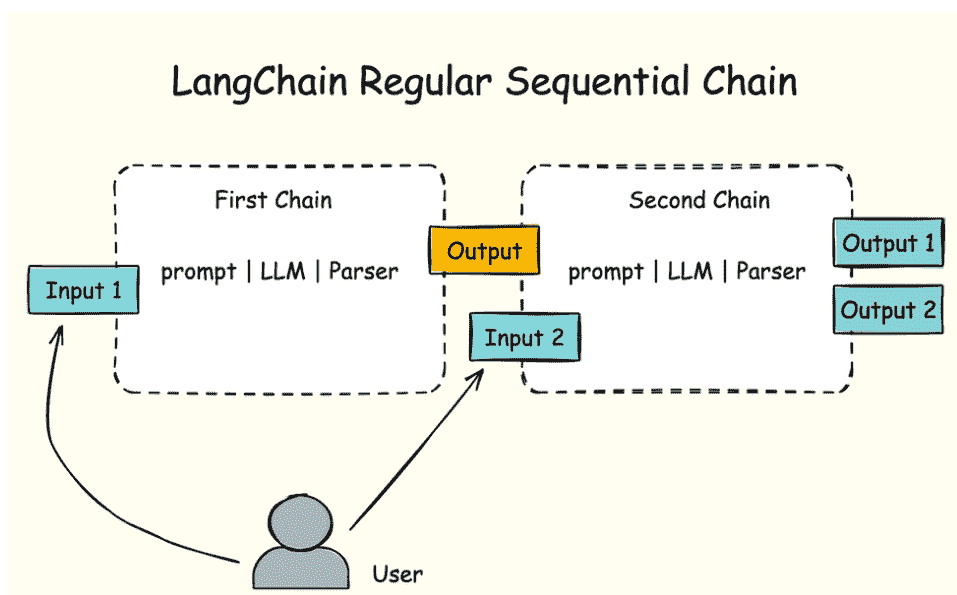 LangChain Regular Sequential Chain
First Chain
Second Chain
Output
Output 1
prompt | LLM | Parser
prompt | LLM | Parser
Input 1
Output 2
Input 2
User